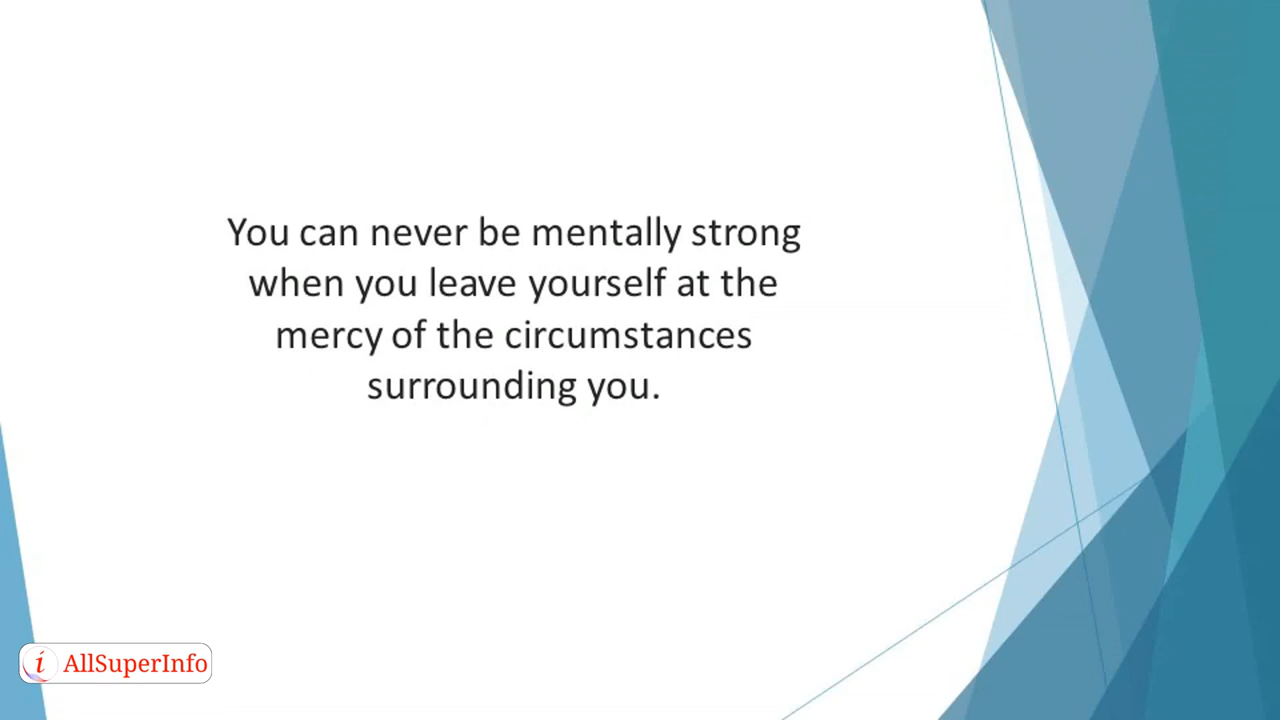 You can never be mentally strong
when you leave yourself at the
mercy of the circumstances
surrounding you.
i AllSuperInfo